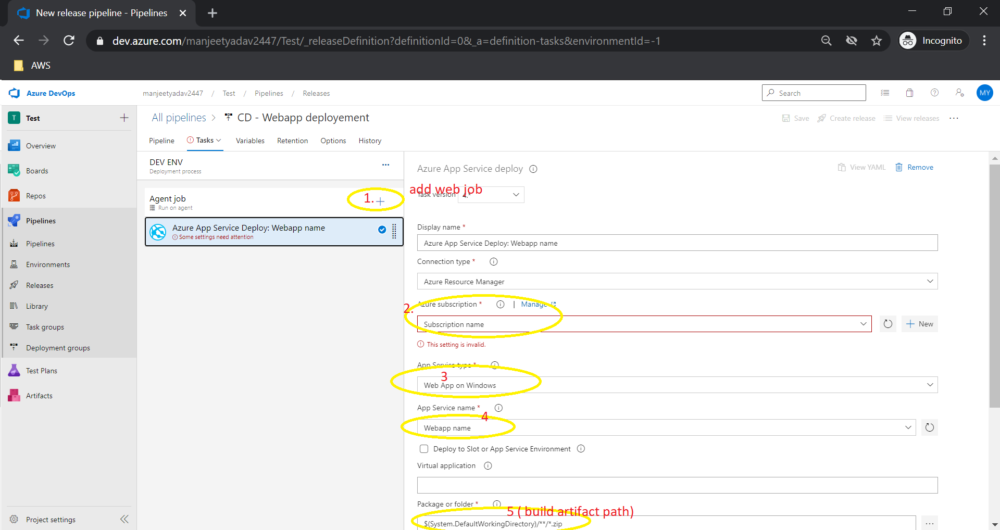 New release pipeline - Pipelines
dev.azure.com/manjeetyadav2447/Test/_releaseDefinition?definitionId=0&_a=definition-tasks&environmentId=-1
Incognito
AWS
Azure DevOps
manjeetyadav2447 / Test / Pipelines / Releases
Search
MY
T Test
All pipelines > CD - Webapp deployement
Save
Create release
View releases
Pipeline
Tasks
Variables
Retention
Options
History
Overview
Boards
Repos
Pipelines
Pipelines
Environments
Releases
Library
Task groups
Deployment groups
Test Plans
Artifacts
Project settings
DEV ENV
Deployment process
Agent job
Run on agent
1.
add web job
Azure App Service Deploy: Webapp name
Some settings need attention
Azure App Service deploy
View YAML
Remove
Task version
4.*
Display name *
Azure App Service Deploy: Webapp name
Connection type *
Azure Resource Manager
2.
Azure subscription * | Manage
Subscription name
New
This setting is invalid.
App Service type *
3
Web App on Windows
App Service name *
4
Webapp name
Deploy to Slot or App Service Environment
Virtual application
Package or folder *
5 ( build artifact path)
$(System.DefaultWorkingDirectory)/**/*.zip